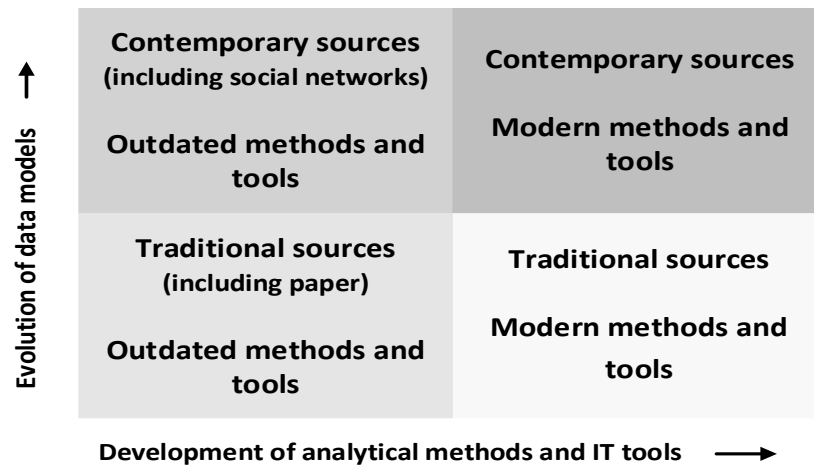 Evolution of data models
Contemporary sources
(including social networks)
Outdated methods and
tools
Contemporary sources
Modern methods and
tools
Traditional sources
(including paper)
Outdated methods and
tools
Traditional sources
Modern methods and
tools
Development of analytical methods and IT tools